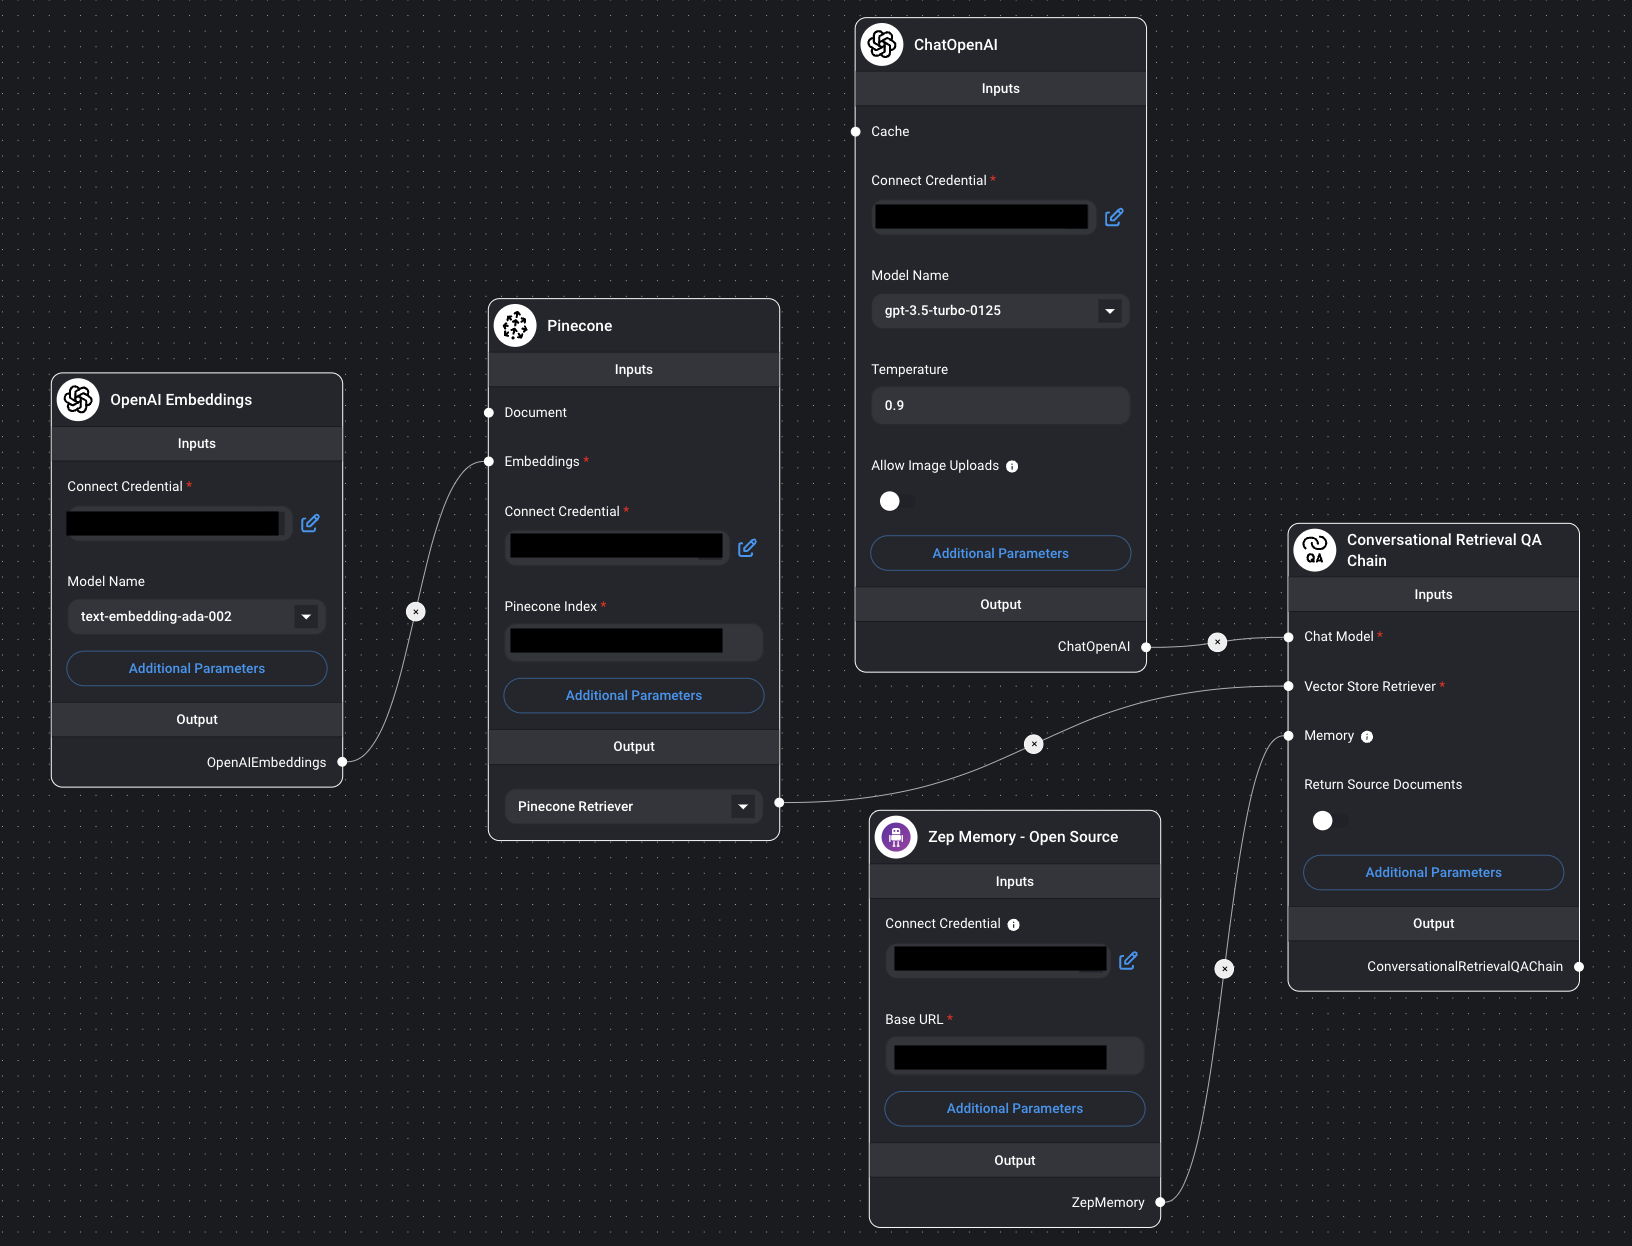 OpenAI Embeddings
Inputs
Connect Credential *
Model Name
text-embedding-ada-002
Additional Parameters
Output
OpenAIEmbeddings
Pinecone
Inputs
Document
Embeddings *
Connect Credential *
Pinecone Index *
Additional Parameters
Output
Pinecone Retriever
ChatOpenAI
Inputs
Cache
Connect Credential *
Model Name
gpt-3.5-turbo-0125
Temperature
0.9
Allow Image Uploads
Additional Parameters
Output
ChatOpenAI
Zep Memory - Open Source
Inputs
Connect Credential
Base URL *
Additional Parameters
Output
ZepMemory
QA
Conversational Retrieval QA
Chain
Inputs
Chat Model *
Vector Store Retriever *
Memory
Return Source Documents
Additional Parameters
Output
ConversationalRetrievalQAChain